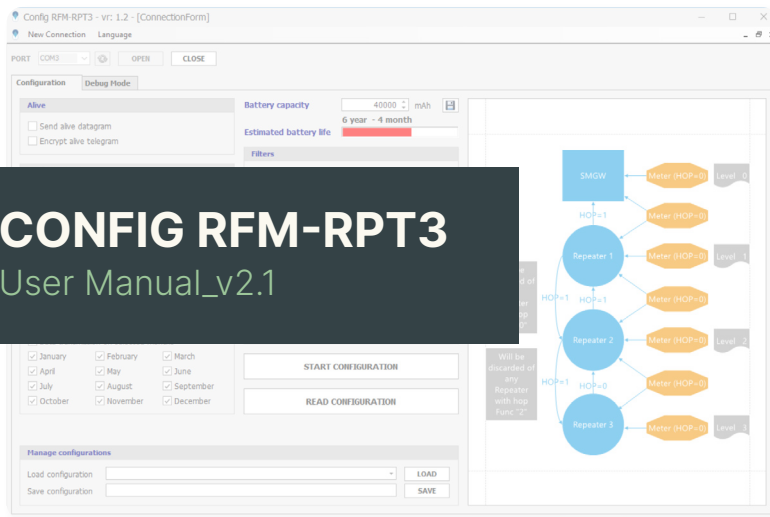 Config RFM-RPT3 - vr: 1.2 - [ConnectionForm]
New Connection Language
PORT COM3 OPEN CLOSE
Configuration Debug Mode
Alive
Send alive datagram
Encrypt alive telegram
Battery capacity 40000 mAh
6 year - 4 month
Estimated battery life
Filters
CONFIG RFM-RPT3
User Manual_v2.1
January February March
April May June
July August September
October November December
START CONFIGURATION
READ CONFIGURATION
Manage configurations
Load configuration LOAD
Save configuration SAVE
SMGW Meter (HOP=0) Level 0
HOP=1 Meter (HOP=0)
Repeater 1 Meter (HOP=0) Level 1
HOP=1 HOP=1 Meter (HOP=0)
Repeater 2 Meter (HOP=0) Level 2
Will be
discarded of
any
Repeater
with hop
Func "2"
HOP=1 HOP=0 Meter (HOP=0)
Repeater 3 Meter (HOP=0) Level 3